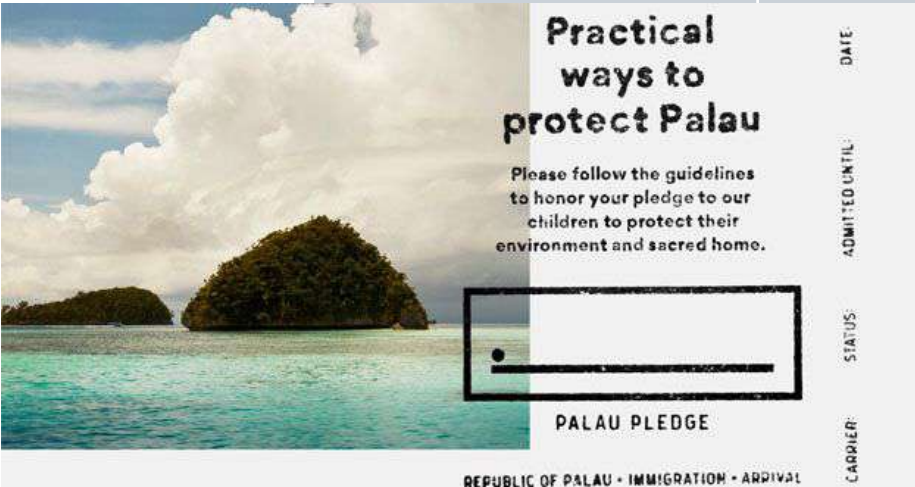 Practical
ways to
protect Palau
Please follow the guidelines
to honor your pledge to our
children to protect their
environment and sacred home.
PALAU PLEDGE
REPUBLIC OF PALAU - IMMIGRATION - ARRIVAL
DATE:
ADMITTED UNTIL:
STATUS:
CARRIER: